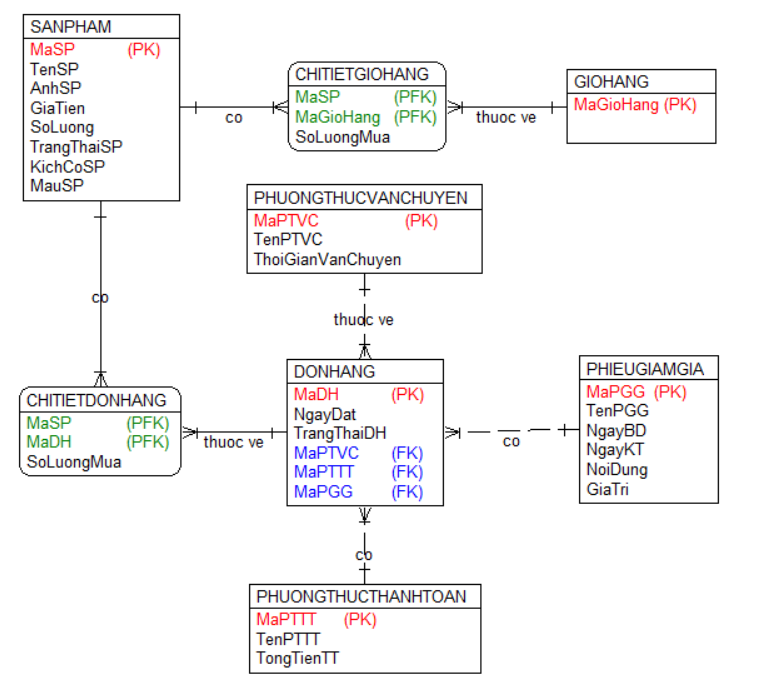 SANPHAM
MaSP (PK)
TenSP
AnhSP
GiaTien
SoLuong
TrangThaiSP
KichCoSP
MauSP
co
CHITIETGIOHANG
MaSP (PFK)
MaGioHang (PFK)
SoLuongMua
thuoc ve
GIOHANG
MaGioHang (PK)
PHUONGTHUCVANCHUYEN
MaPTVC (PK)
TenPTVC
ThoiGianVanChuyen
co
thuoc ve
CHITIETDONHANG
MaSP (PFK)
MaDH (PFK)
SoLuongMua
thuoc ve
DONHANG
MaDH (PK)
NgayDat
TrangThaiDH
MaPTVC (FK)
MaPTTT (FK)
MaPGG (FK)
co
PHIEUGIAMGIA
MaPGG (PK)
TenPGG
NgayBD
NgayKT
NoiDung
GiaTri
co
PHUONGTHUCTHANHTOAN
MaPTTT (PK)
TenPTTT
TongTienTT